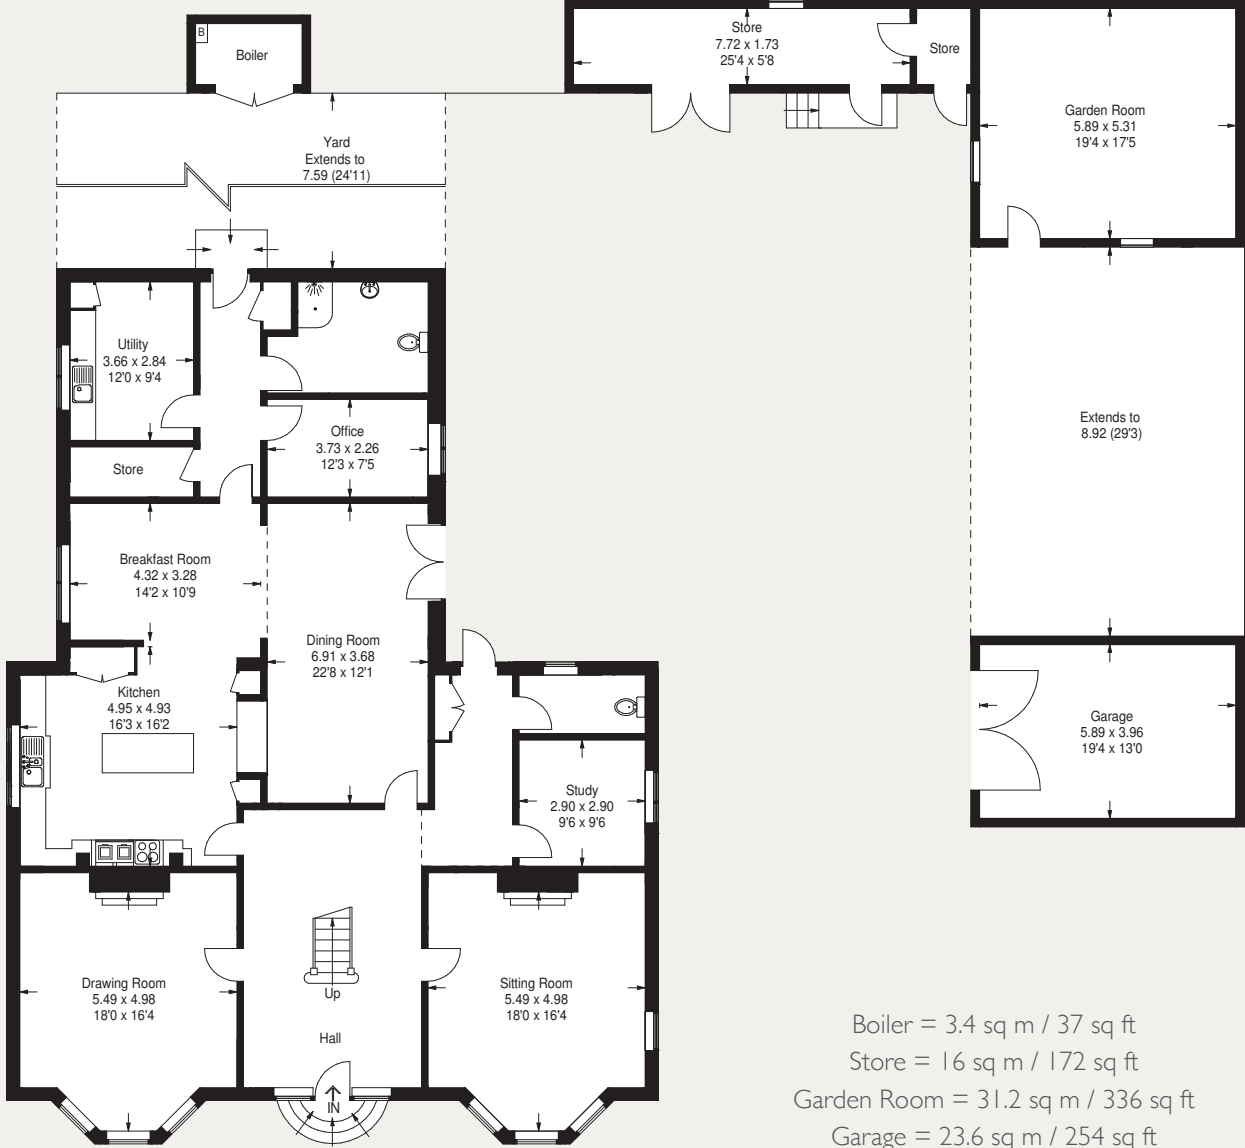 B
Boiler
Store
7.72 x 1.73
25'4 x 5'8
Store
Garden Room
5.89 x 5.31
19'4 x 17'5
Yard
Extends to
7.59 (24'11)
Utility
3.66 x 2.84
12'0 x 9'4
Office
3.73 x 2.26
12'3 x 7'5
Store
Extends to
8.92 (29'3)
Breakfast Room
4.32 x 3.28
14'2 x 10'9
Dining Room
6.91 x 3.68
22'8 x 12'1
Kitchen
4.95 x 4.93
16'3 x 16'2
Garage
5.89 x 3.96
19'4 x 13'0
Study
2.90 x 2.90
9'6 x 9'6
Drawing Room
5.49 x 4.98
18'0 x 16'4
Up
Hall
IN
Sitting Room
5.49 x 4.98
18'0 x 16'4
Boiler = 3.4 sq m / 37 sq ft
Store = 16 sq m / 172 sq ft
Garden Room = 31.2 sq m / 336 sq ft
Garage = 23.6 sq m / 254 sq ft